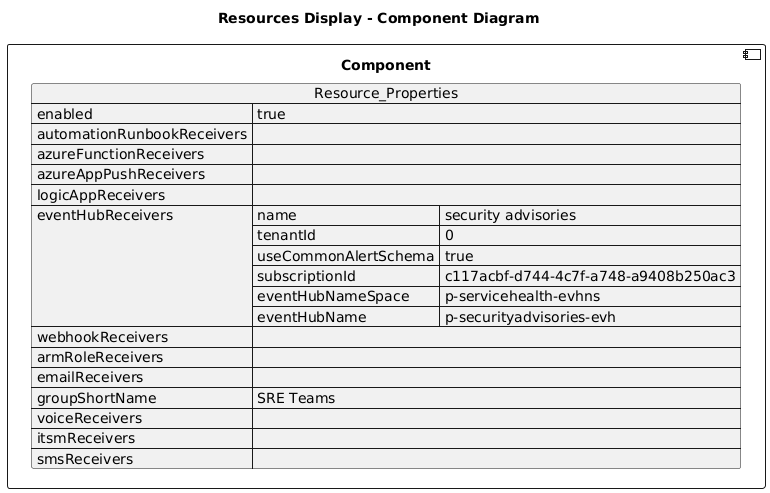 Resources Display - Component Diagram
Component
Resource_Properties
enabled true
automationRunbookReceivers
azureFunctionReceivers
azureAppPushReceivers
logicAppReceivers
eventHubReceivers name security advisories
tenantId 0
useCommonAlertSchema true
subscriptionId c117acbf-d744-4c7f-a748-a9408b250ac3
eventHubNameSpace p-servicehealth-evhns
eventHubName p-securityadvisories-evh
webhookReceivers
armRoleReceivers
emailReceivers
groupShortName SRE Teams
voiceReceivers
itsmReceivers
smsReceivers